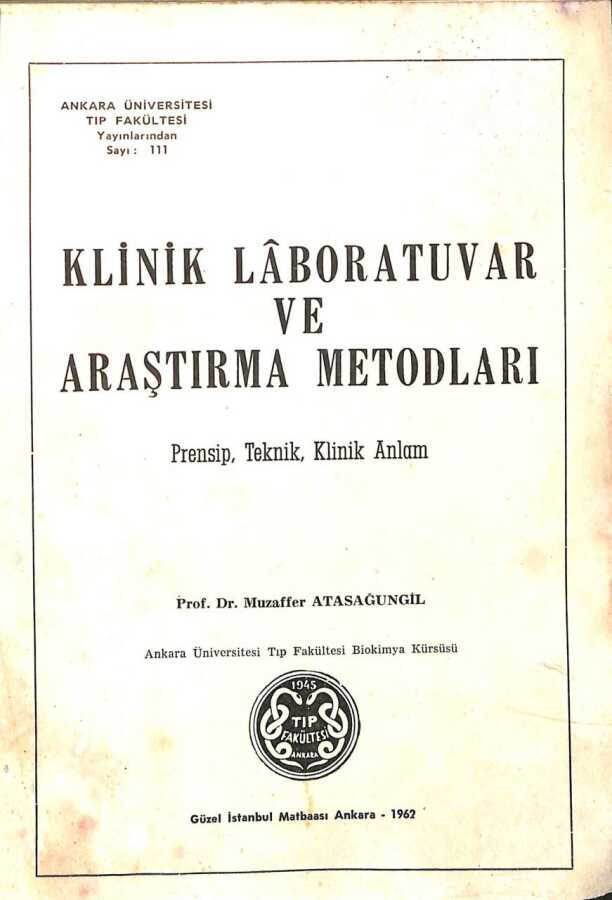 ANKARA ÜNİVERSİTESİ
TIP FAKÜLTESİ
Yayınlarından
Sayı : 111
KLİNİK LÂBORATUVAR
VE
ARAŞTIRMA METODLARI
Prensip, Teknik, Klinik Anlam
Prof. Dr. Muzaffer ATASAĞUNGİL
Ankara Üniversitesi Tıp Fakültesi Biokimya Kürsüsü
1945
TIP
FAKÜLTESİ
ANKARA
Güzel İstanbul Matbaası Ankara - 1962